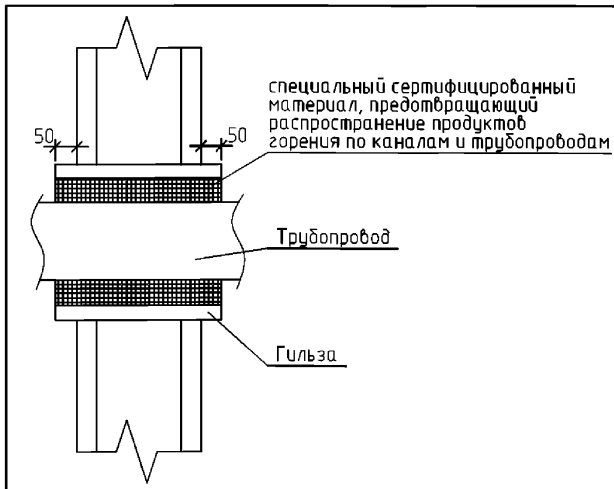 специальный сертифицированный
материал, предотвращающий
распространение продуктов
горения по каналам и трубопроводам
50
50
Трубопровод
Гильза